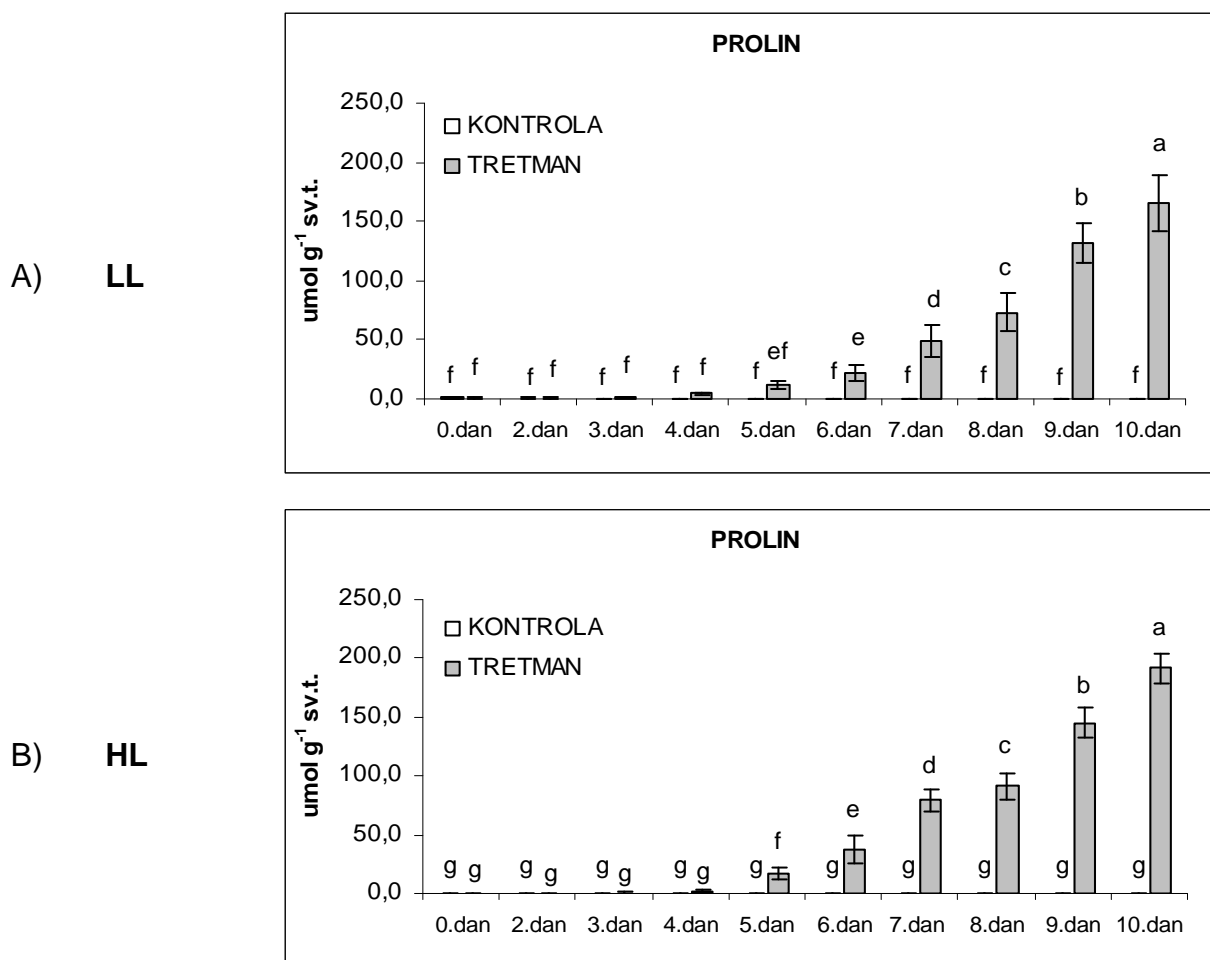 PROLIN
250,0
200,0
150,0
100,0
50,0
0,0
umol g⁻¹ sv.t.
KONTROLA
TRETMAN
f f f f f f f f f ef f e f d f c f b f a
0.dan 2.dan 3.dan 4.dan 5.dan 6.dan 7.dan 8.dan 9.dan 10.dan
A) LL
PROLIN
250,0
200,0
150,0
100,0
50,0
0,0
umol g⁻¹ sv.t.
KONTROLA
TRETMAN
g g g g g g g g g f g e g d g c g b g a
0.dan 2.dan 3.dan 4.dan 5.dan 6.dan 7.dan 8.dan 9.dan 10.dan
B) HL